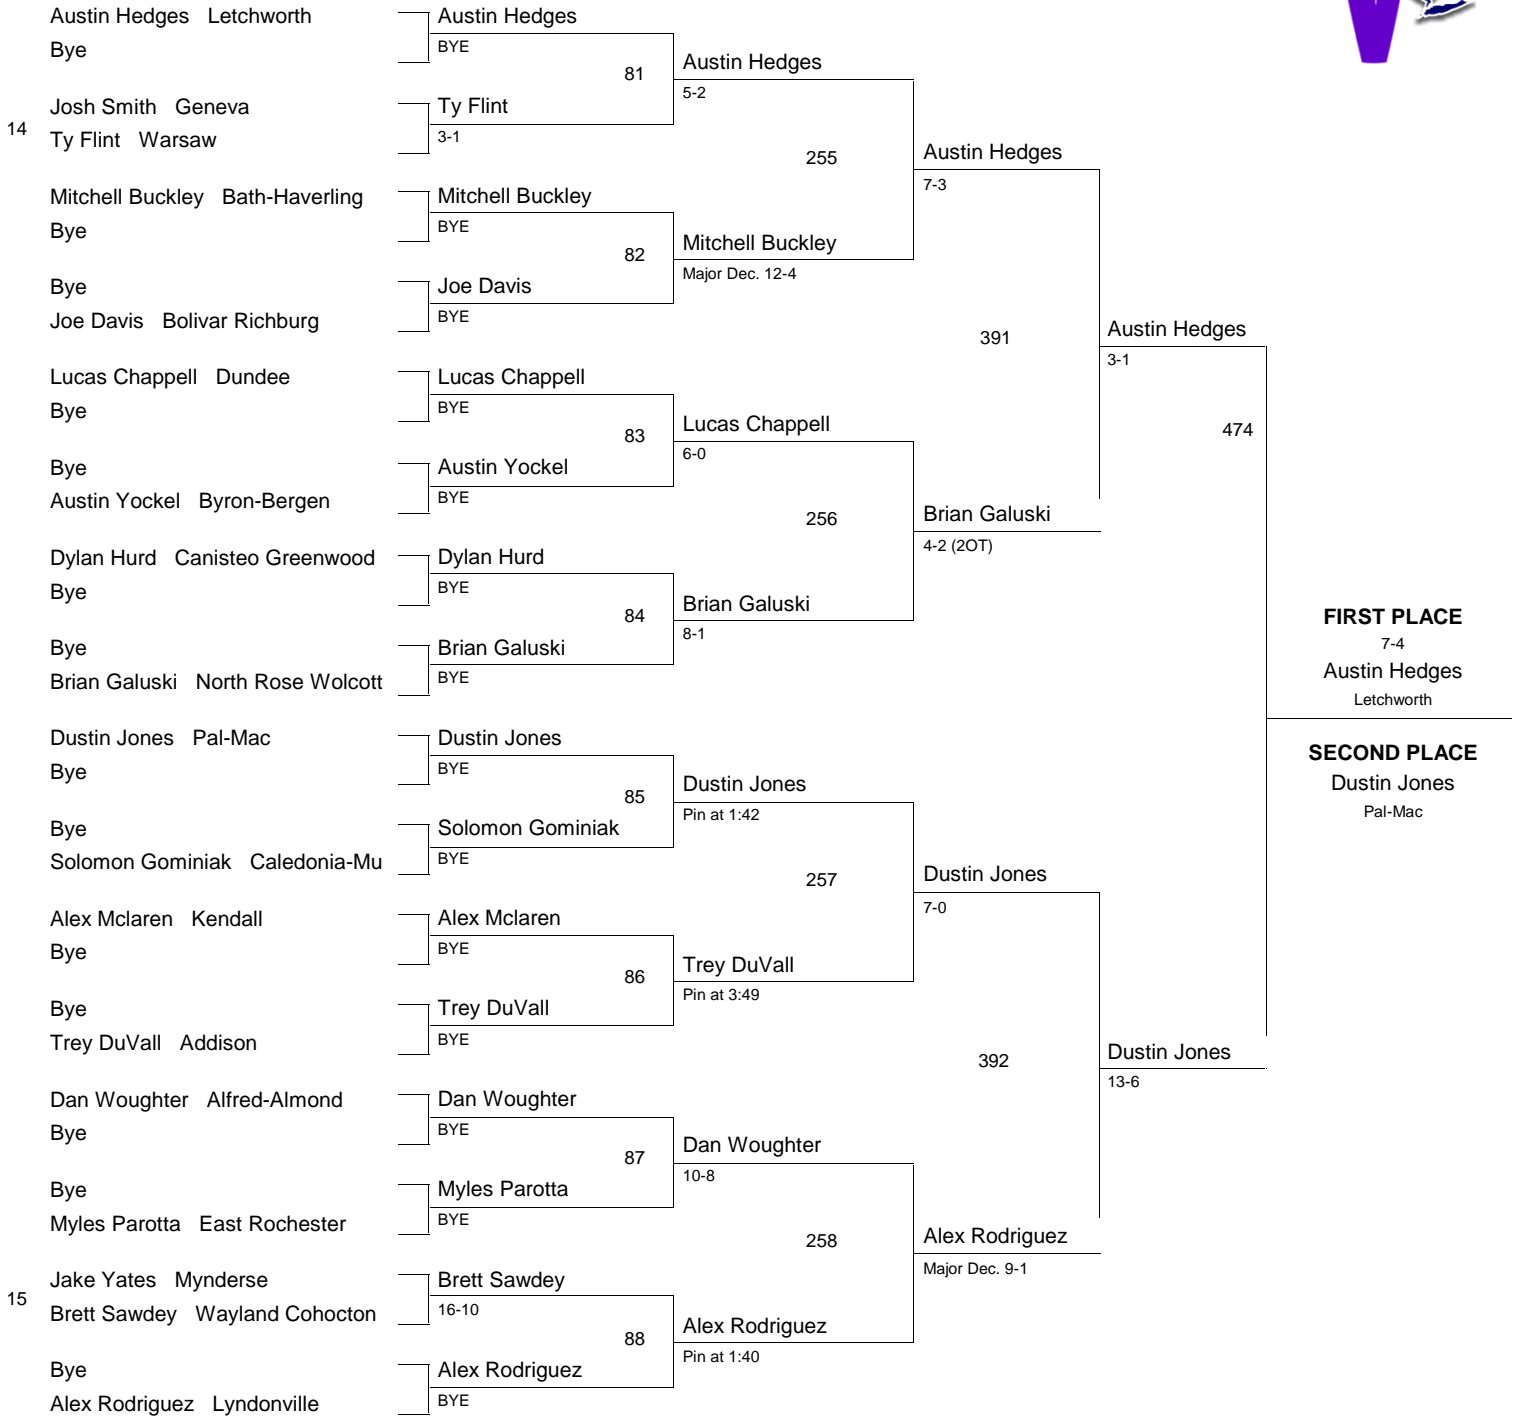 Austin Hedges Letchworth
Bye
14
Josh Smith Geneva
Ty Flint Warsaw
Mitchell Buckley Bath-Haverling
Bye
Bye
Joe Davis Bolivar Richburg
Lucas Chappell Dundee
Bye
Bye
Austin Yockel Byron-Bergen
Dylan Hurd Canisteo Greenwood
Bye
Bye
Brian Galuski North Rose Wolcott
Dustin Jones Pal-Mac
Bye
Bye
Solomon Gominiak Caledonia-Mu
Alex Mclaren Kendall
Bye
Bye
Trey DuVall Addison
Dan Woughter Alfred-Almond
Bye
Bye
Myles Parotta East Rochester
15
Jake Yates Mynderse
Brett Sawdey Wayland Cohocton
Bye
Alex Rodriguez Lyndonville
Austin Hedges
BYE
81
Ty Flint
3-1
Mitchell Buckley
BYE
82
Joe Davis
BYE
Lucas Chappell
BYE
83
Austin Yockel
BYE
Dylan Hurd
BYE
84
Brian Galuski
BYE
Dustin Jones
BYE
85
Solomon Gominiak
BYE
Alex Mclaren
BYE
86
Trey DuVall
BYE
Dan Woughter
BYE
87
Myles Parotta
BYE
Brett Sawdey
16-10
88
Alex Rodriguez
BYE
Austin Hedges
5-2
255
Mitchell Buckley
Major Dec. 12-4
Lucas Chappell
6-0
256
Brian Galuski
8-1
Dustin Jones
Pin at 1:42
257
Trey DuVall
Pin at 3:49
Dan Woughter
10-8
258
Alex Rodriguez
Pin at 1:40
Austin Hedges
7-3
391
Brian Galuski
4-2 (2OT)
Dustin Jones
7-0
392
Alex Rodriguez
Major Dec. 9-1
Austin Hedges
3-1
474
Dustin Jones
13-6
FIRST PLACE
7-4
Austin Hedges
Letchworth
SECOND PLACE
Dustin Jones
Pal-Mac